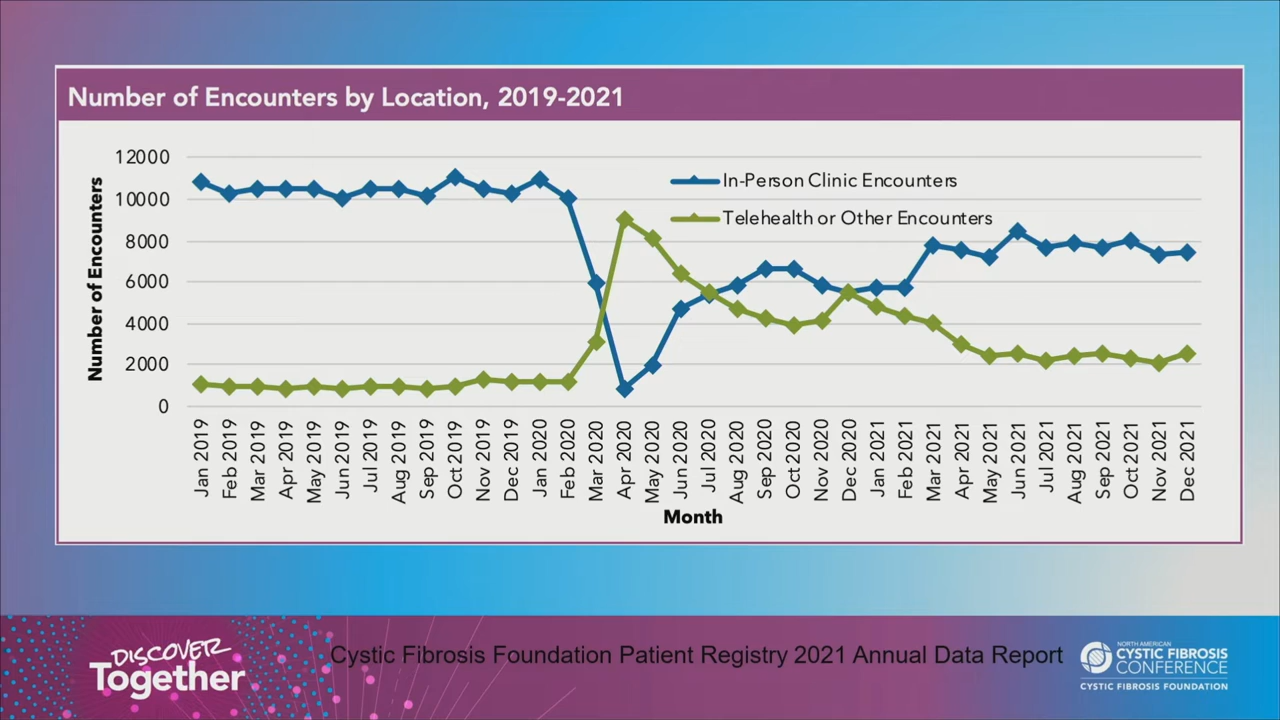 Number of Encounters by Location, 2019-2021
12000
10000
8000
6000
4000
2000
0
Number of Encounters
In-Person Clinic Encounters
Telehealth or Other Encounters
Jan 2019
Feb 2019
Mar 2019
Apr 2019
May 2019
Jun 2019
Jul 2019
Aug 2019
Sep 2019
Oct 2019
Nov 2019
Dec 2019
Jan 2020
Feb 2020
Mar 2020
Apr 2020
May 2020
Jun 2020
Jul 2020
Aug 2020
Sep 2020
Oct 2020
Nov 2020
Dec 2020
Jan 2021
Feb 2021
Mar 2021
Apr 2021
May 2021
Jun 2021
Jul 2021
Aug 2021
Sep 2021
Oct 2021
Nov 2021
Dec 2021
Month
DISCOVER
Together
Cystic Fibrosis Foundation Patient Registry 2021 Annual Data Report
NORTH AMERICAN
CYSTIC FIBROSIS
CONFERENCE
CYSTIC FIBROSIS FOUNDATION